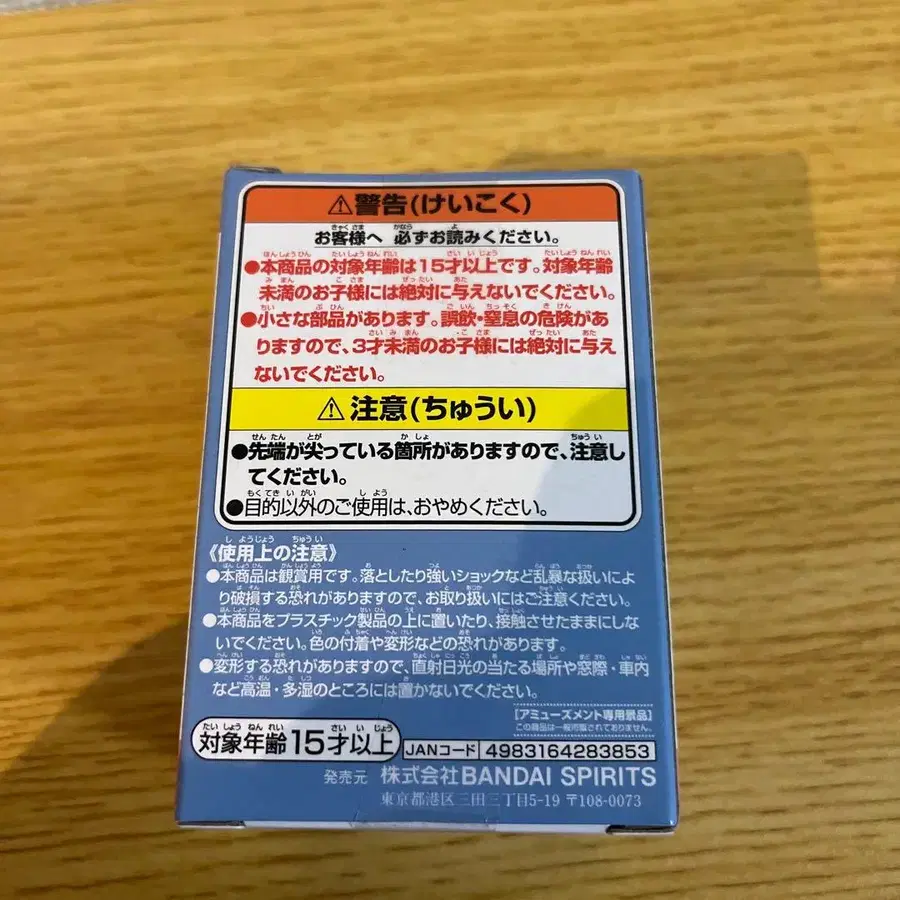 ⚠警告(けいこく)
お客様へ 必ずお読みください。
●本商品の対象年齢は15才以上です。対象年齢
未満のお子様には絶対に与えないでください。
●小さな部品があります。誤飲・窒息の危険があ
りますので、3才未満のお子様には絶対に与え
ないでください。
⚠注意(ちゅうい)
●先端が尖っている箇所がありますので、注意し
てください。
●目的以外のご使用は、おやめください。
《使用上の注意》
●本商品は観賞用です。落としたり強いショックなど乱暴な扱いによ
り破損する恐れがありますので、お取り扱いにはご注意ください。
●本商品をプラスチック製品の上に置いたり、接触させたままにしな
いでください。色の付着や変形などの恐れがあります。
●変形する恐れがありますので、直射日光の当たる場所や窓際・車内
など高温・多湿のところには置かないでください。
[アミューズメント専用景品]
この商品は一般市販されておりません。
対象年齢15才以上
JANコード 4983164283853
発売元 株式会社BANDAI SPIRITS
東京都港区三田三丁目5-19 〒108-0073